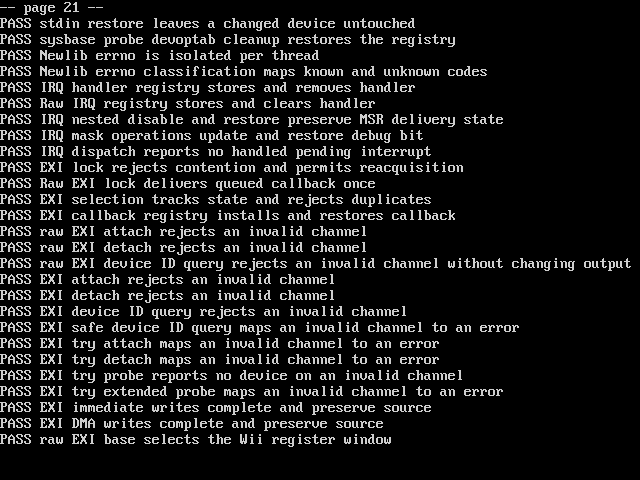 -- page 21 --
PASS stdin restore leaves a changed device untouched
PASS sysbase probe devoptab cleanup restores the registry
PASS Newlib errno is isolated per thread
PASS Newlib errno classification maps known and unknown codes
PASS IRQ handler registry stores and removes handler
PASS Raw IRQ registry stores and clears handler
PASS IRQ nested disable and restore preserve MSR delivery state
PASS IRQ mask operations update and restore debug bit
PASS IRQ dispatch reports no handled pending interrupt
PASS EXI lock rejects contention and permits reacquisition
PASS Raw EXI lock delivers queued callback once
PASS EXI selection tracks state and rejects duplicates
PASS EXI callback registry installs and restores callback
PASS raw EXI attach rejects an invalid channel
PASS raw EXI detach rejects an invalid channel
PASS raw EXI device ID query rejects an invalid channel without changing output
PASS EXI attach rejects an invalid channel
PASS EXI detach rejects an invalid channel
PASS EXI device ID query rejects an invalid channel
PASS EXI safe device ID query maps an invalid channel to an error
PASS EXI try attach maps an invalid channel to an error
PASS EXI try detach maps an invalid channel to an error
PASS EXI try probe reports no device on an invalid channel
PASS EXI try extended probe maps an invalid channel to an error
PASS EXI immediate writes complete and preserve source
PASS EXI DMA writes complete and preserve source
PASS raw EXI base selects the Wii register window